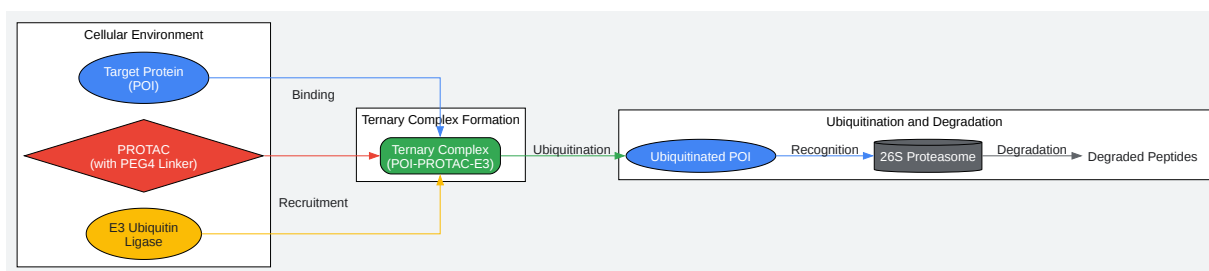 Cellular Environment
Target Protein
(POI)
Binding
PROTAC
(with PEG4 Linker)
Recruitment
E3 Ubiquitin
Ligase
Ternary Complex Formation
Ternary Complex
(POI-PROTAC-E3)
Ubiquitination
Ubiquitination and Degradation
Ubiquitinated POI
Recognition
26S Proteasome
Degradation
Degraded Peptides